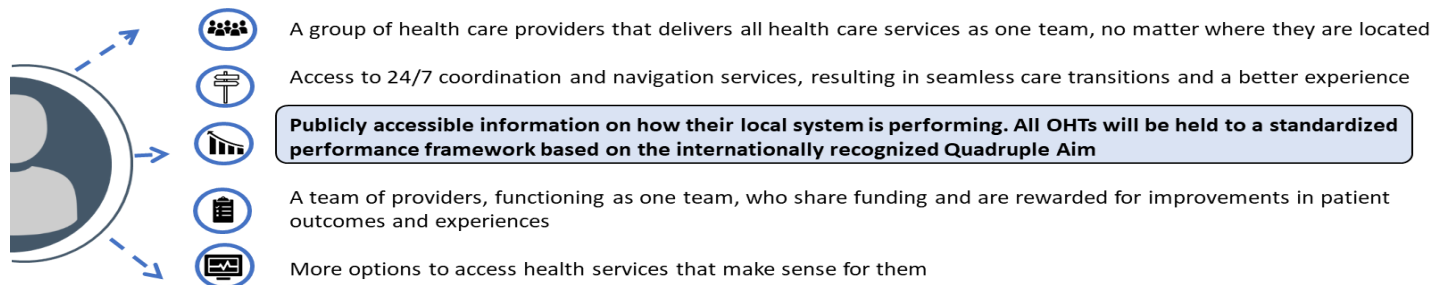 A group of health care providers that delivers all health care services as one team, no matter where they are located
Access to 24/7 coordination and navigation services, resulting in seamless care transitions and a better experience
Publicly accessible information on how their local system is performing. All OHTs will be held to a standardized
performance framework based on the internationally recognized Quadruple Aim
A team of providers, functioning as one team, who share funding and are rewarded for improvements in patient
outcomes and experiences
More options to access health services that make sense for them